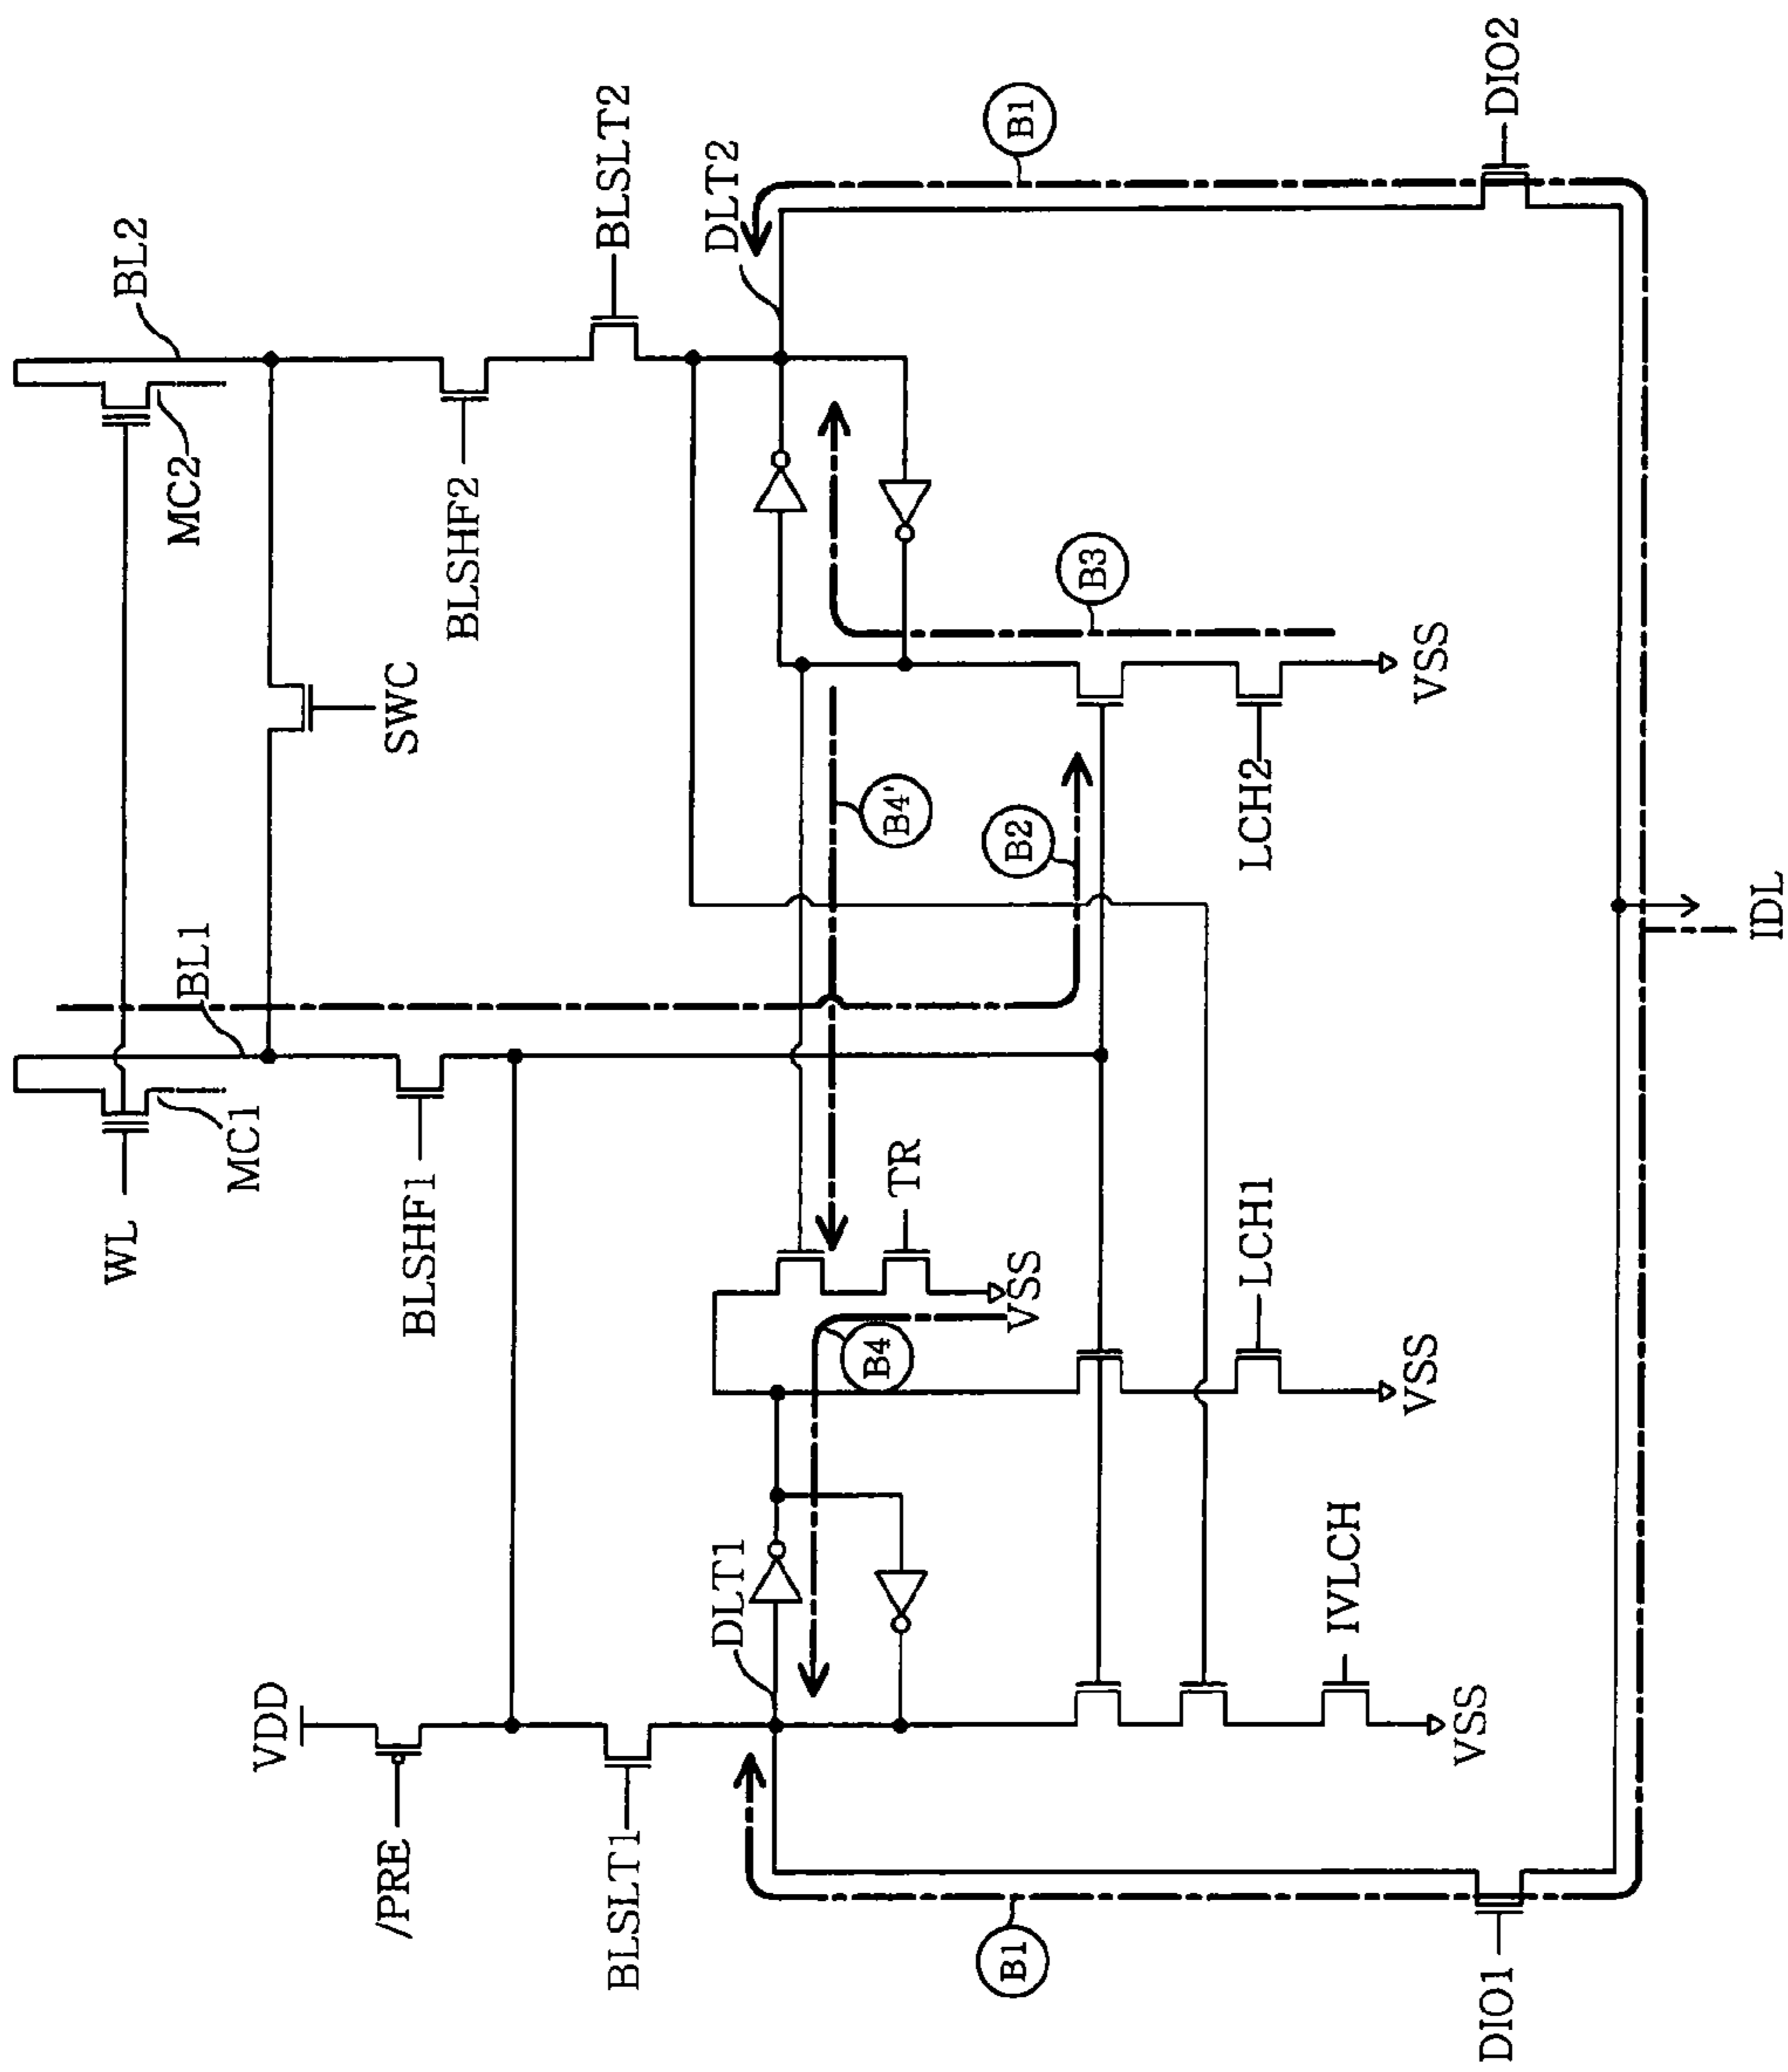 BL2
DIO2
B1
BLSLT2
DLT2
MC2
BLSHF2
SWC
B3
VSS
B4'
B2
LCH2
IDL
BL1
MC1
WL
BLSHF1
TR
VSS
LCH1
B4
VSS
DLT1
IVLCH
VDD
VSS
/PRE
BLSLT1
B1
DIO1